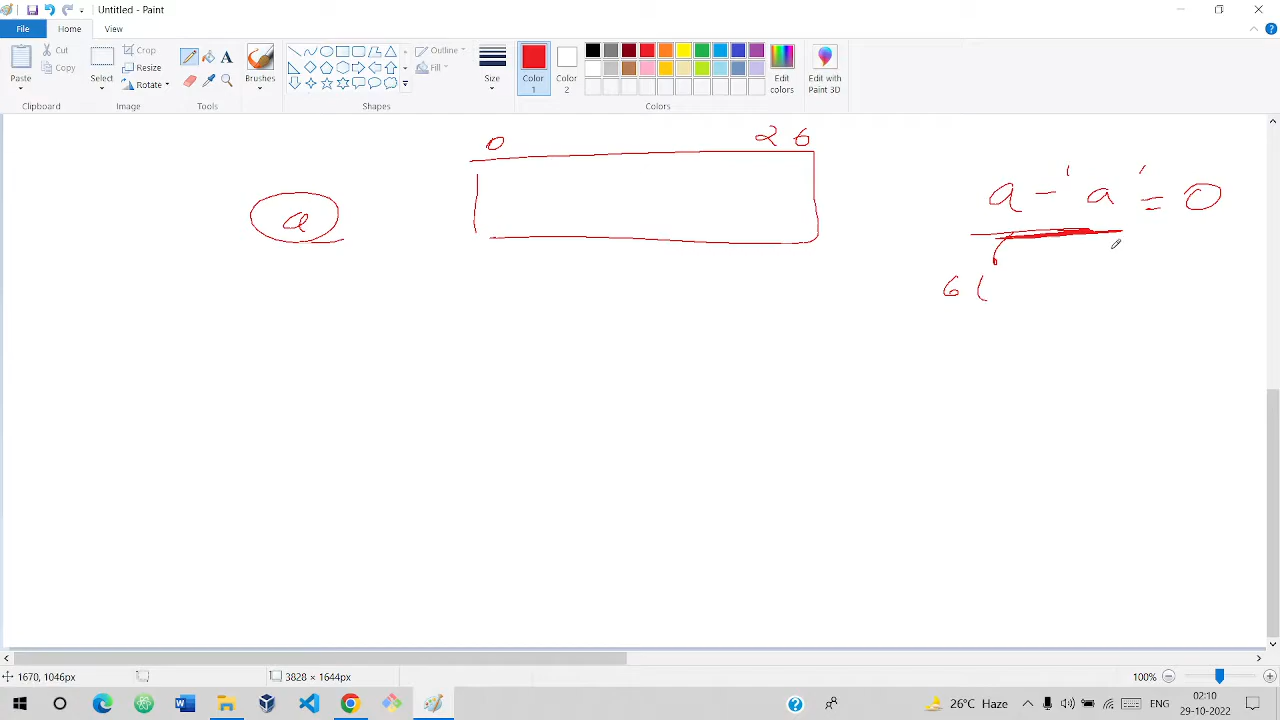 Untitled - Paint
File Home View
Paste Cut Copy
Clipboard
Select Crop Resize Rotate
Image
Tools
Brushes
Shapes
Outline
Fill
Size
Color 1
Color 2
Colors
Edit colors
Edit with Paint 3D
0 26
a
a - 'a' = 0
61
1670, 1046px
3828 × 1644px
100%
26°C Haze
02:10
29-10-2022